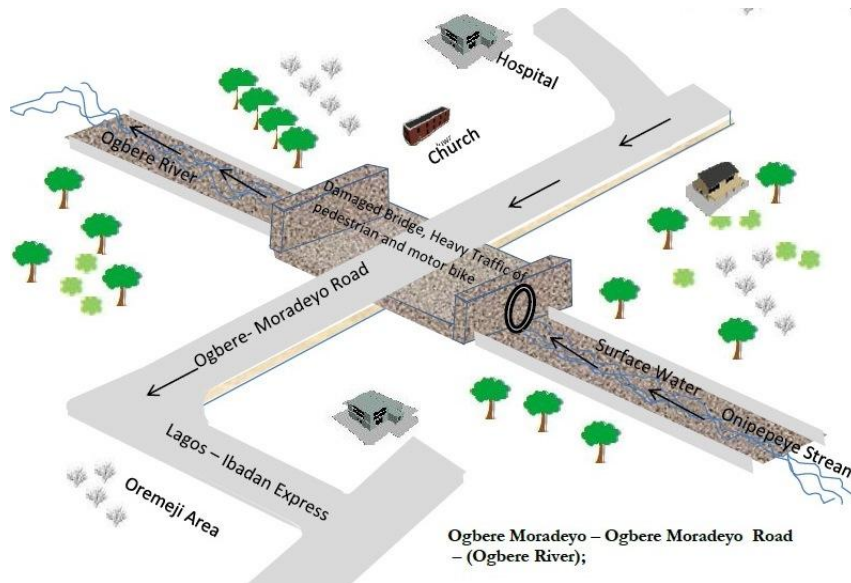 Hospital
Church
Ogbere River
Damaged Bridge, Heavy Traffic of
pedestrian and motor bike
Ogbere- Moradeyo Road
Surface Water
Onipepeye Stream
Lagos – Ibadan Express
Oremeji Area
Ogbere Moradeyo – Ogbere Moradeyo Road
– (Ogbere River);